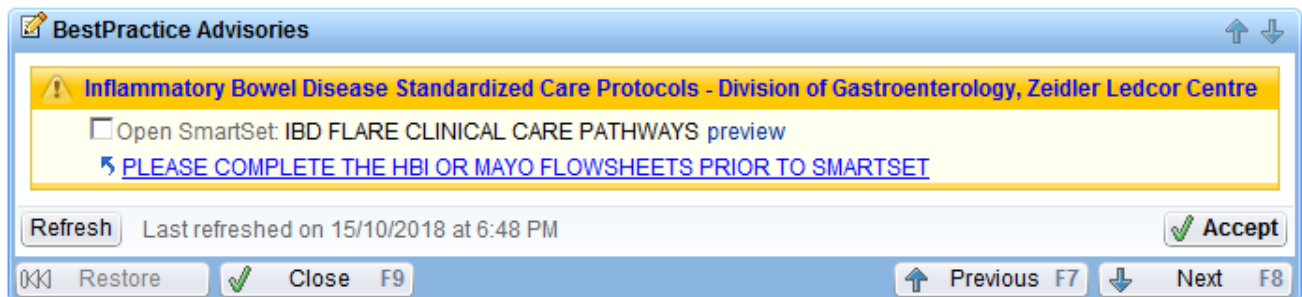 BestPractice Advisories
Inflammatory Bowel Disease Standardized Care Protocols - Division of Gastroenterology, Zeidler Ledcor Centre
Open SmartSet: IBD FLARE CLINICAL CARE PATHWAYS preview
PLEASE COMPLETE THE HBI OR MAYO FLOWSHEETS PRIOR TO SMARTSET
Refresh Last refreshed on 15/10/2018 at 6:48 PM Accept
Restore Close F9 Previous F7 Next F8